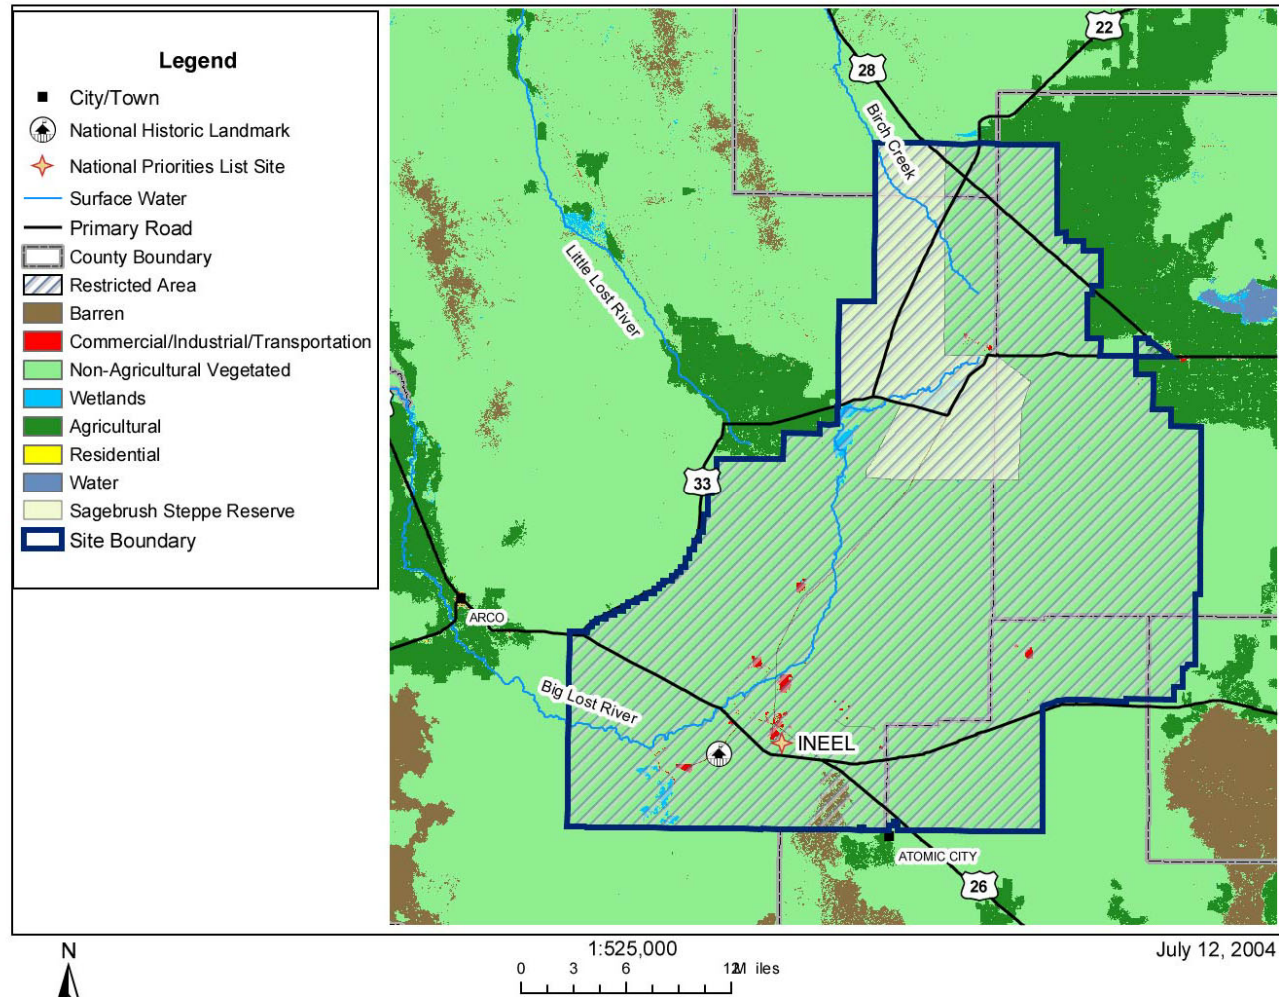 Legend
City/Town
National Historic Landmark
National Priorities List Site
Surface Water
Primary Road
County Boundary
Restricted Area
Barren
Commercial/Industrial/Transportation
Non-Agricultural Vegetated
Wetlands
Agricultural
Residential
Water
Sagebrush Steppe Reserve
Site Boundary
22
28
Birch Creek
Little Lost River
33
ARCO
Big Lost River
INEEL
ATOMIC CITY
26
N
1:525,000
0 3 6 12 Miles
July 12, 2004